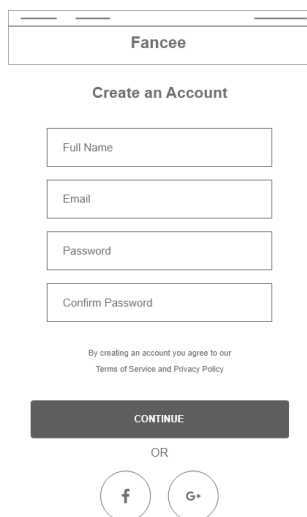 Fancee
Create an Account
Full Name
Email
Password
Confirm Password
By creating an account you agree to our
Terms of Service and Privacy Policy
CONTINUE
OR
f
G+